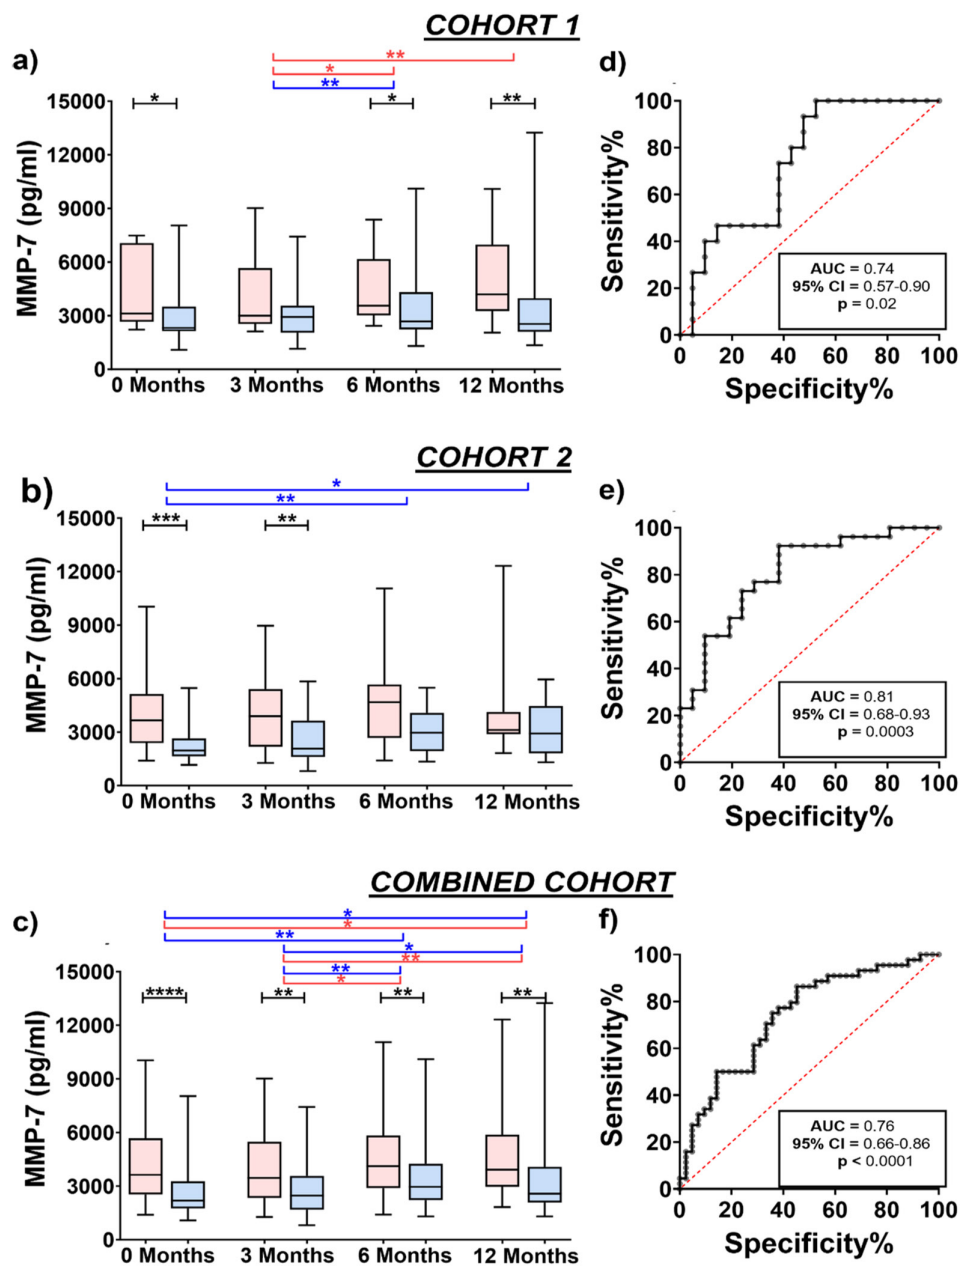 COHORT 1
a)
**
*
**
*
*
**
15000
12000
9000
6000
3000
0
MMP-7 (pg/ml)
0 Months
3 Months
6 Months
12 Months
d)
100
80
60
40
20
0
Sensitivity%
AUC = 0.74
95% CI = 0.57-0.90
p = 0.02
0
20
40
60
80
100
Specificity%
COHORT 2
b)
*
**
***
**
15000
12000
9000
6000
3000
0
MMP-7 (pg/ml)
0 Months
3 Months
6 Months
12 Months
e)
100
80
60
40
20
0
Sensitivity%
AUC = 0.81
95% CI = 0.68-0.93
p = 0.0003
0
20
40
60
80
100
Specificity%
COMBINED COHORT
c)
*
*
**
*
**
**
*
****
**
**
**
15000
12000
9000
6000
3000
0
MMP-7 (pg/ml)
0 Months
3 Months
6 Months
12 Months
f)
100
80
60
40
20
0
Sensitivity%
AUC = 0.76
95% CI = 0.66-0.86
p < 0.0001
0
20
40
60
80
100
Specificity%